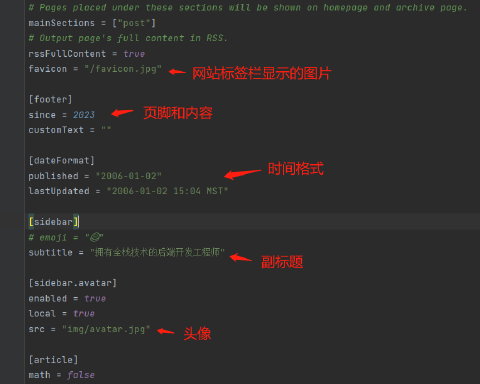 # Pages placed under these sections will be shown on homepage and archive page.
mainSections = ["post"]
# Output page's full content in RSS.
rssFullContent = true
favicon = "/favicon.jpg" 网站标签栏显示的图片
[footer]
since = 2023 页脚和内容
customText = ""
[dateFormat]
published = "2006-01-02" 时间格式
lastUpdated = "2006-01-02 15:04 MST"
[sidebar]
# emoji = ""
subtitle = "拥有全栈技术的后端开发工程师" 副标题
[sidebar.avatar]
enabled = true
local = true
src = "img/avatar.jpg" 头像
[article]
math = false